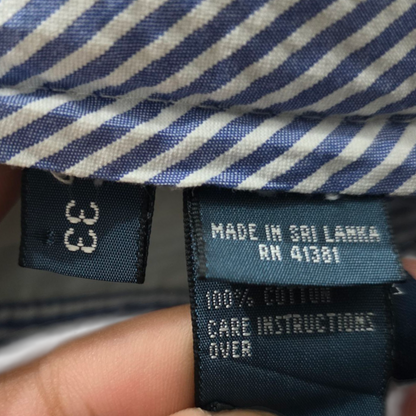 33
MADE IN SRI LANKA
RN 41381
100% COTTON
CARE INSTRUCTIONS
OVER